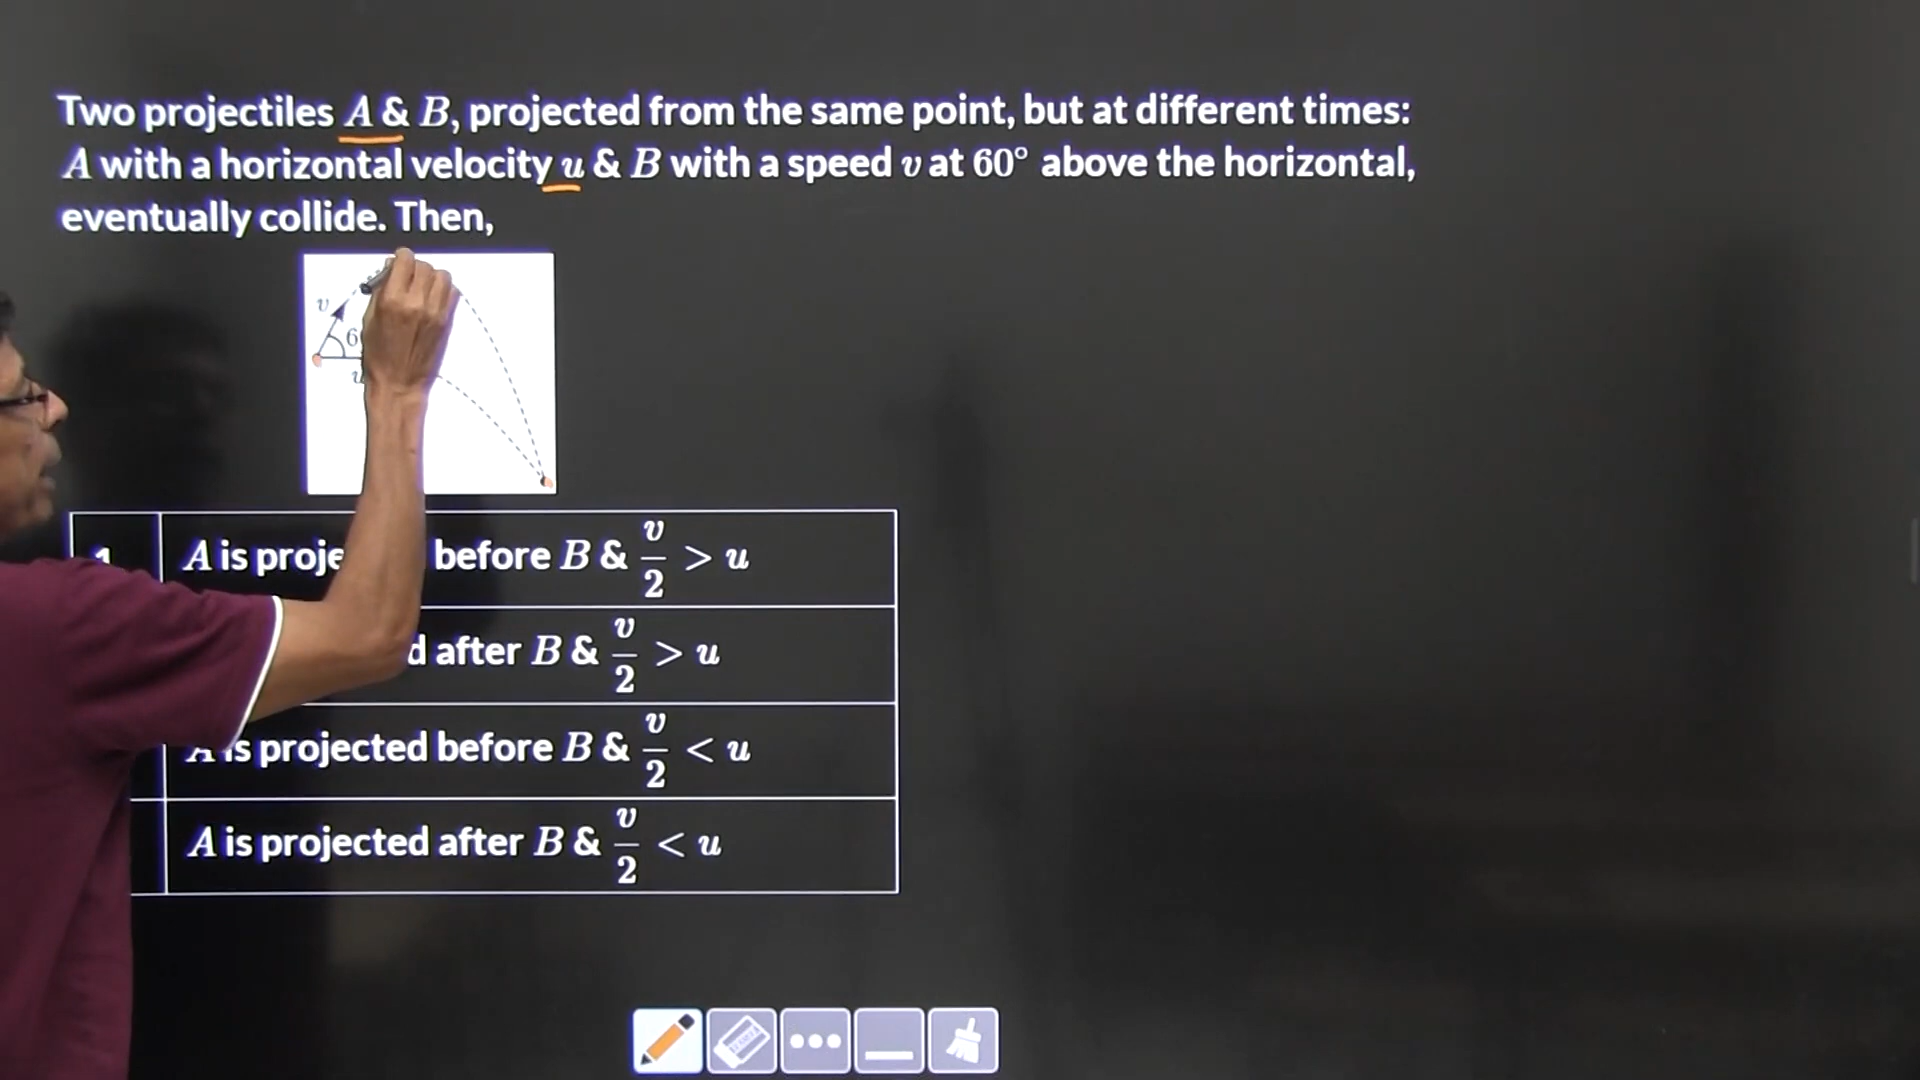 Two projectiles A & B, projected from the same point, but at different times:
A with a horizontal velocity u & B with a speed v at 60° above the horizontal,
eventually collide. Then,
v
6
u
A is proje before B & v/2 > u
d after B & v/2 > u
A is projected before B & v/2 < u
A is projected after B & v/2 < u